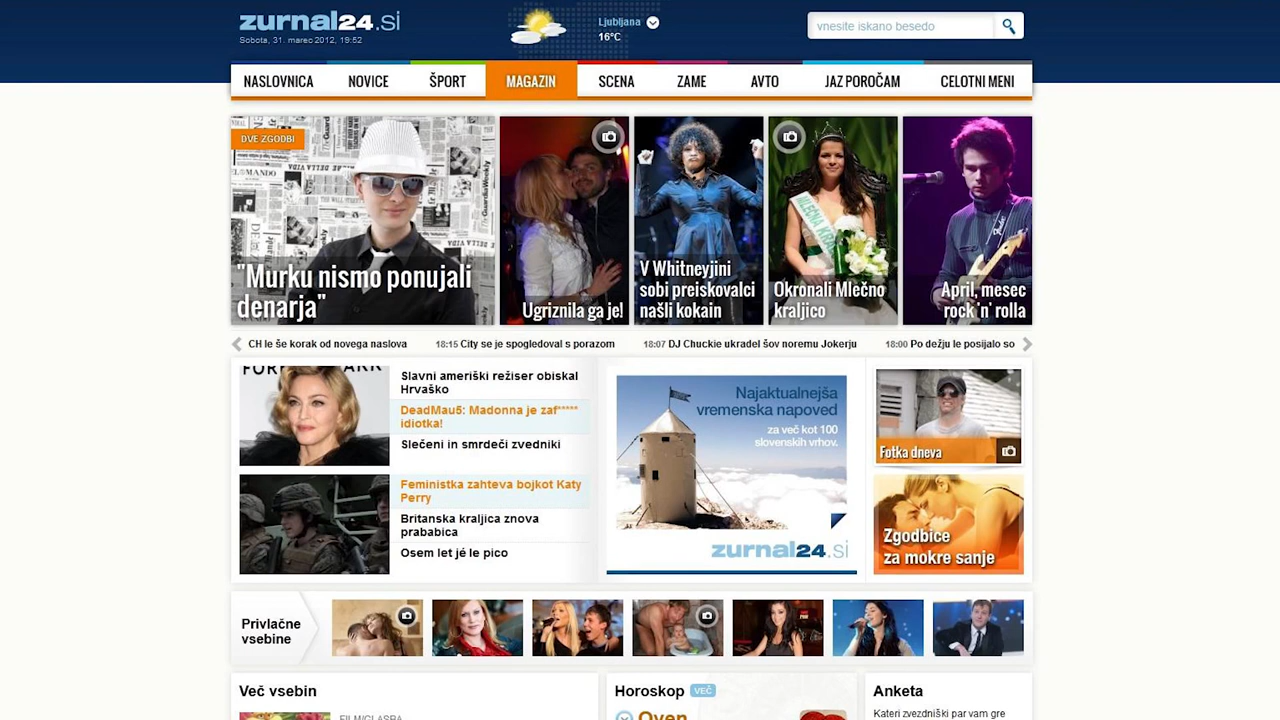 zurnal24.si
Sobota, 31. marec 2012, 19:52
Ljubljana
16°C
vnesite iskano besedo
NASLOVNICA
NOVICE
ŠPORT
MAGAZIN
SCENA
ZAME
AVTO
JAZ POROČAM
CELOTNI MENI
DVE ZGODBI
"Murku nismo ponujali
denarja"
Ugriznila ga je!
V Whitneyjini
sobi preiskovalci
našli kokain
MLEČNA
Okronali Mlečno
kraljico
April, mesec
rock 'n' rolla
CH le še korak od novega naslova
18:15 City se je spogledoval s porazom
18:07 DJ Chuckie ukradel šov noremu Jokerju
18:00 Po dežju le posijalo so
Slavni ameriški režiser obiskal
Hrvaško
DeadMau5: Madonna je zaf*****
idiotka!
Slečeni in smrdeči zvedniki
Feministka zahteva bojkot Katy
Perry
Britanska kraljica znova
prababica
Osem let jé le pico
Najaktualnejša
vremenska napoved
za več kot 100
slovenskih vrhov.
zurnal24.si
Fotka dneva
Zgodbice
za mokre sanje
Privlačne
vsebine
Več vsebin
FILM/GLASBA
Horoskop
VEČ
Oven
Anketa
Kateri zvezdniški par vam gre